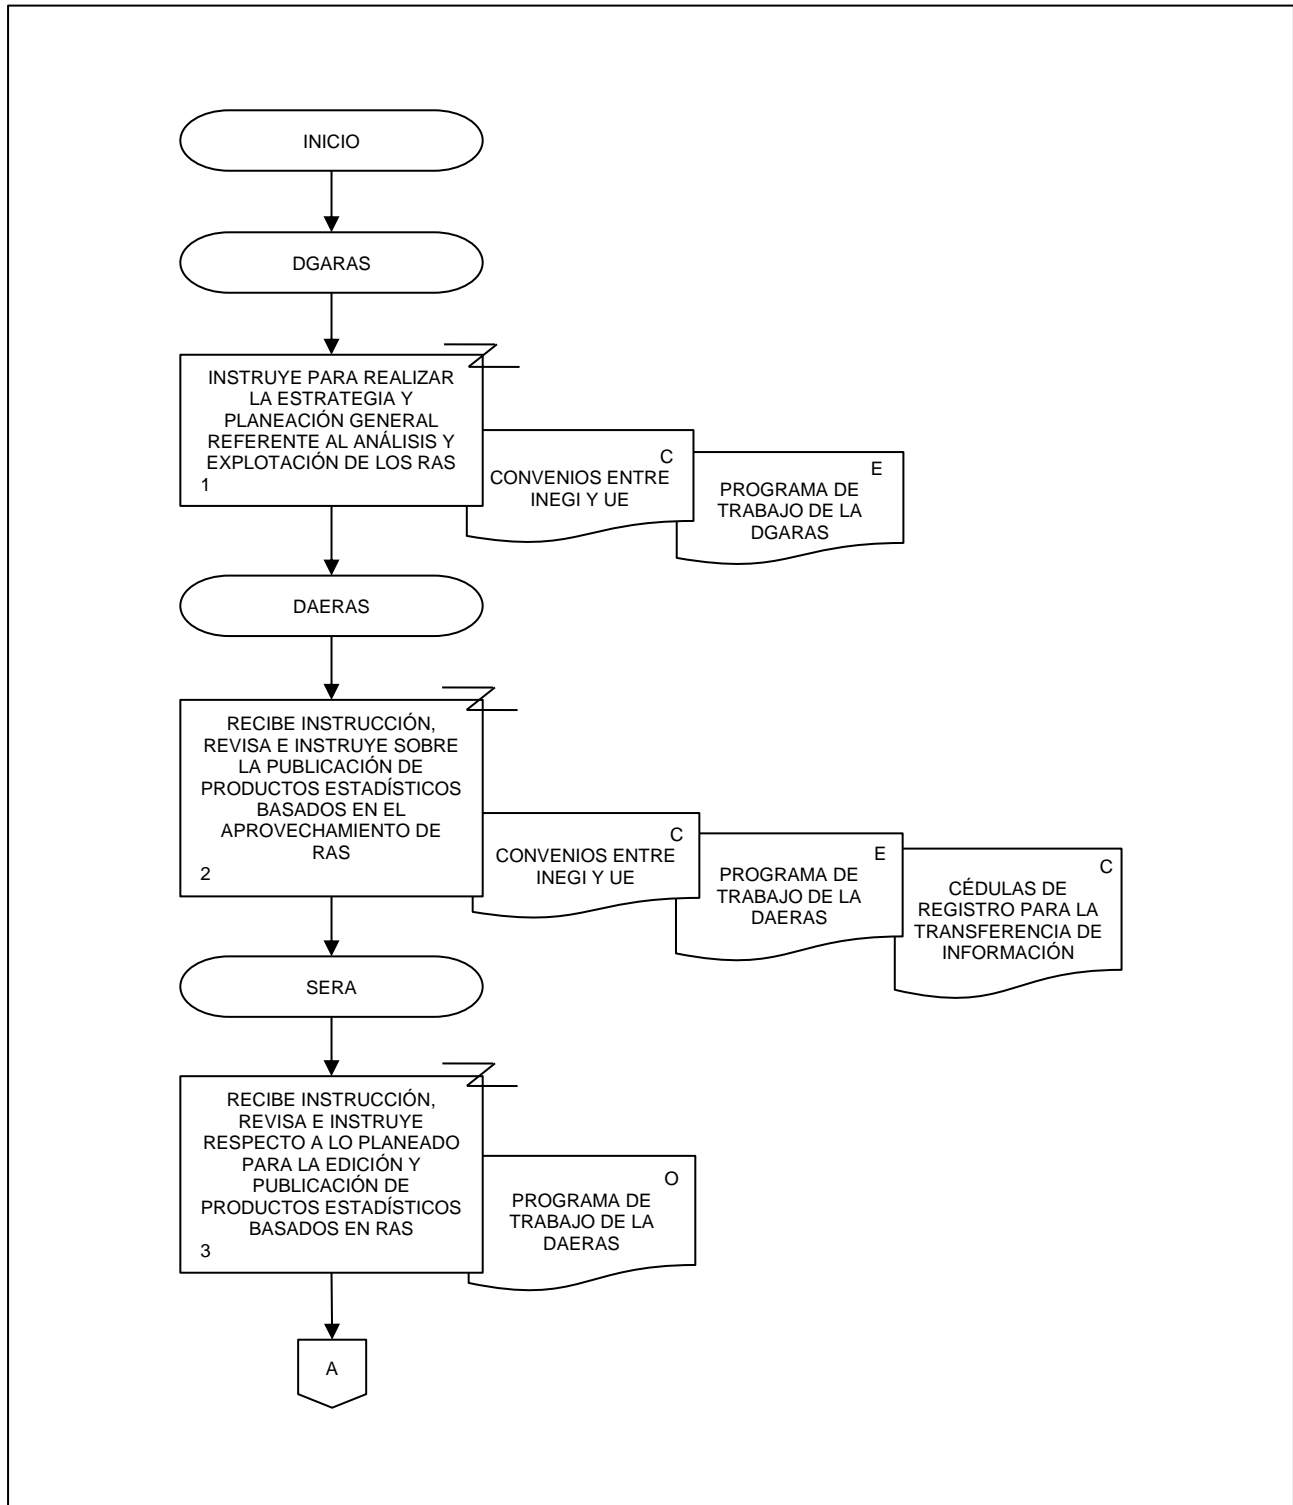 INICIO
DGARAS
INSTRUYE PARA REALIZAR
LA ESTRATEGIA Y
PLANEACIÓN GENERAL
REFERENTE AL ANÁLISIS Y
EXPLOTACIÓN DE LOS RAS
1
C
CONVENIOS ENTRE
INEGI Y UE
E
PROGRAMA DE
TRABAJO DE LA
DGARAS
DAERAS
RECIBE INSTRUCCIÓN,
REVISA E INSTRUYE SOBRE
LA PUBLICACIÓN DE
PRODUCTOS ESTADÍSTICOS
BASADOS EN EL
APROVECHAMIENTO DE
RAS
2
C
CONVENIOS ENTRE
INEGI Y UE
E
PROGRAMA DE
TRABAJO DE LA
DAERAS
C
CÉDULAS DE
REGISTRO PARA LA
TRANSFERENCIA DE
INFORMACIÓN
SERA
RECIBE INSTRUCCIÓN,
REVISA E INSTRUYE
RESPECTO A LO PLANEADO
PARA LA EDICIÓN Y
PUBLICACIÓN DE
PRODUCTOS ESTADÍSTICOS
BASADOS EN RAS
3
O
PROGRAMA DE
TRABAJO DE LA
DAERAS
A